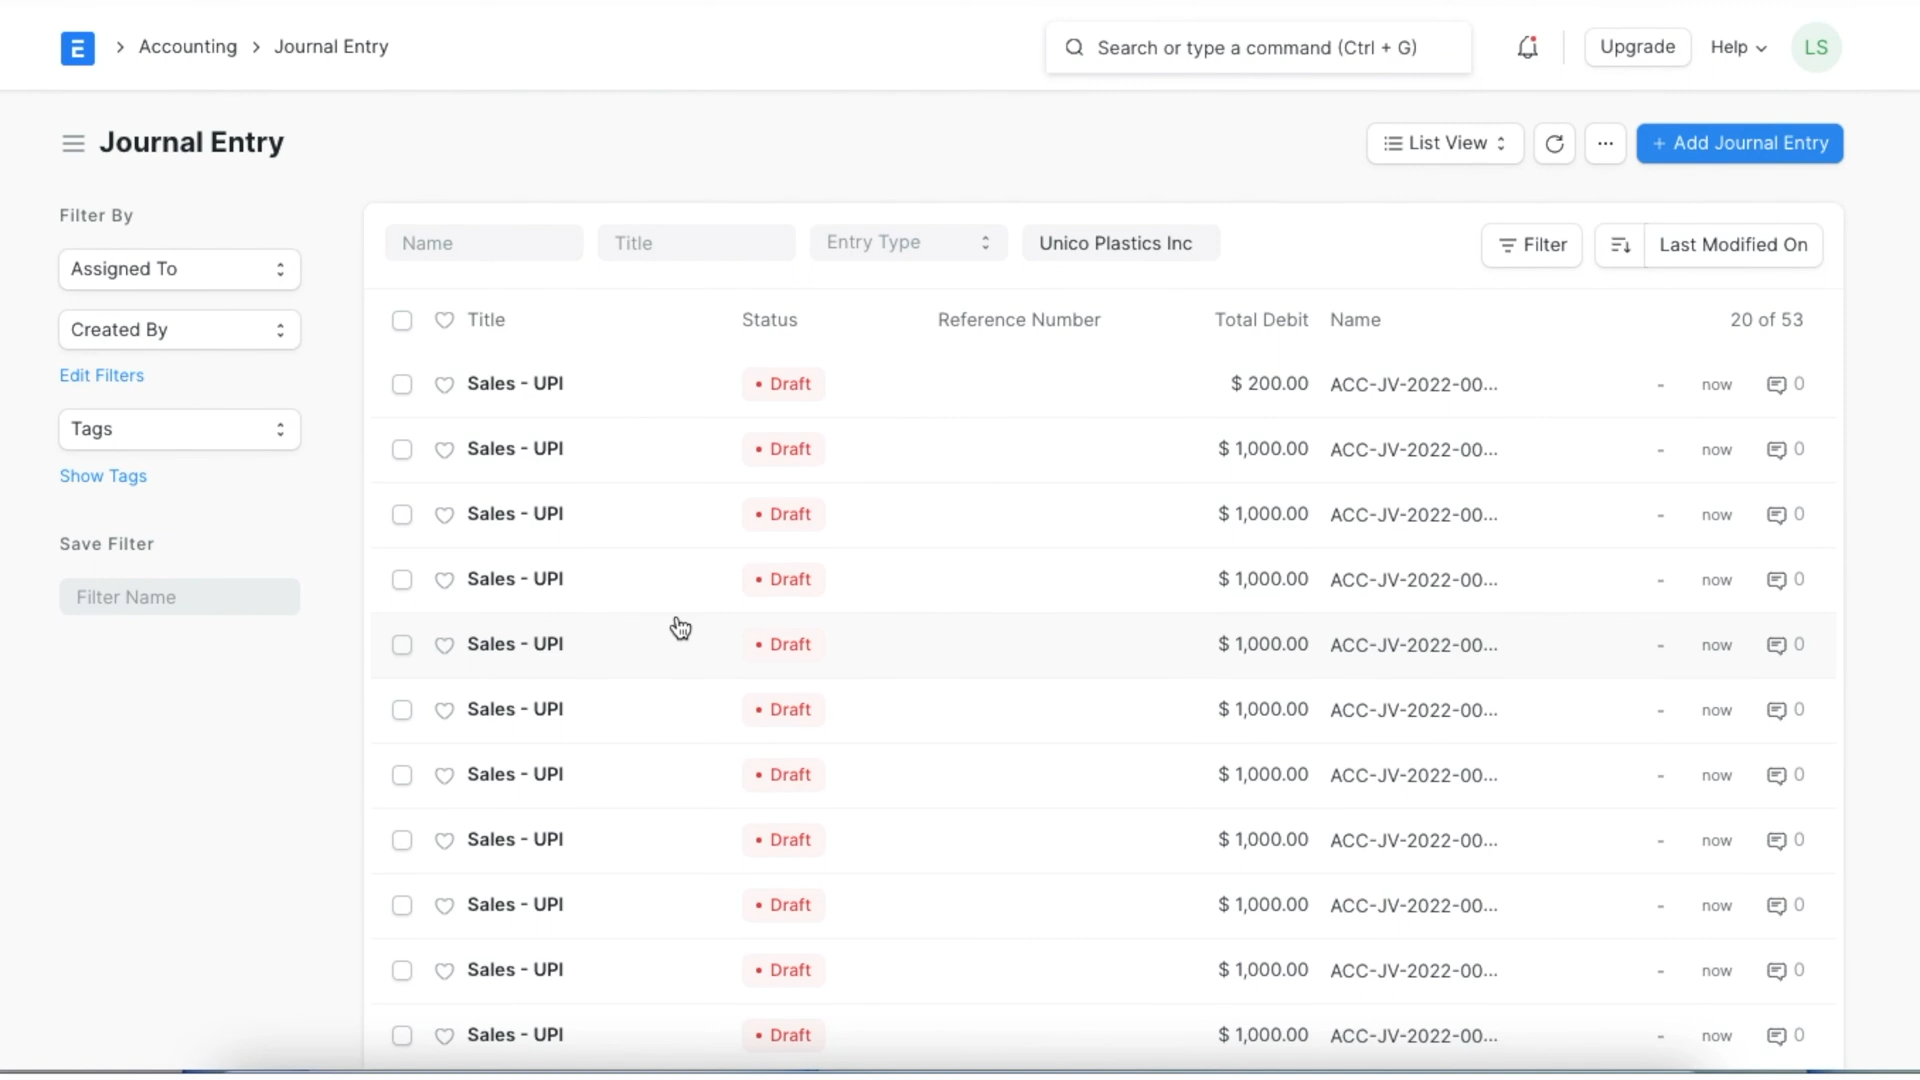 E > Accounting > Journal Entry Search or type a command (Ctrl + G) Upgrade Help LS
Journal Entry List View ... + Add Journal Entry
Filter By
Assigned To
Created By
Edit Filters
Tags
Show Tags
Save Filter
Filter Name
Name Title Entry Type Unico Plastics Inc Filter Last Modified On
Title Status Reference Number Total Debit Name 20 of 53
Sales - UPI • Draft $ 200.00 ACC-JV-2022-00... - now 0
Sales - UPI • Draft $ 1,000.00 ACC-JV-2022-00... - now 0
Sales - UPI • Draft $ 1,000.00 ACC-JV-2022-00... - now 0
Sales - UPI • Draft $ 1,000.00 ACC-JV-2022-00... - now 0
Sales - UPI • Draft $ 1,000.00 ACC-JV-2022-00... - now 0
Sales - UPI • Draft $ 1,000.00 ACC-JV-2022-00... - now 0
Sales - UPI • Draft $ 1,000.00 ACC-JV-2022-00... - now 0
Sales - UPI • Draft $ 1,000.00 ACC-JV-2022-00... - now 0
Sales - UPI • Draft $ 1,000.00 ACC-JV-2022-00... - now 0
Sales - UPI • Draft $ 1,000.00 ACC-JV-2022-00... - now 0
Sales - UPI • Draft $ 1,000.00 ACC-JV-2022-00... - now 0